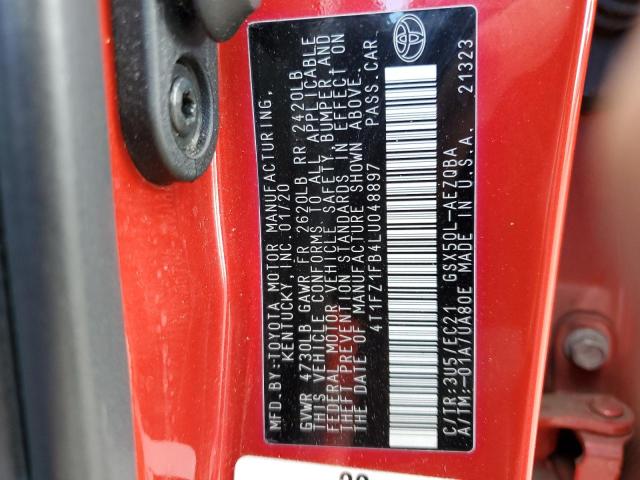 MFD.BY:TOYOTA MOTOR MANUFACTURING,
KENTUCKY, INC. 01/20
GVWR 4730LB GAWR FR 2620LB RR 2420LB
THIS VEHICLE CONFORMS TO ALL APPLICABLE
FEDERAL MOTOR VEHICLE SAFETY, BUMPER, AND
THEFT PREVENTION STANDARDS IN EFFECT ON
THE DATE OF MANUFACTURE SHOWN ABOVE.
4T1FZ1FB4LU048897 PASS.CAR
C/TR:3U5/EC21 GSX50L-AEZQBA
A/TM:-01A/UA80E MADE IN U.S.A. 21323